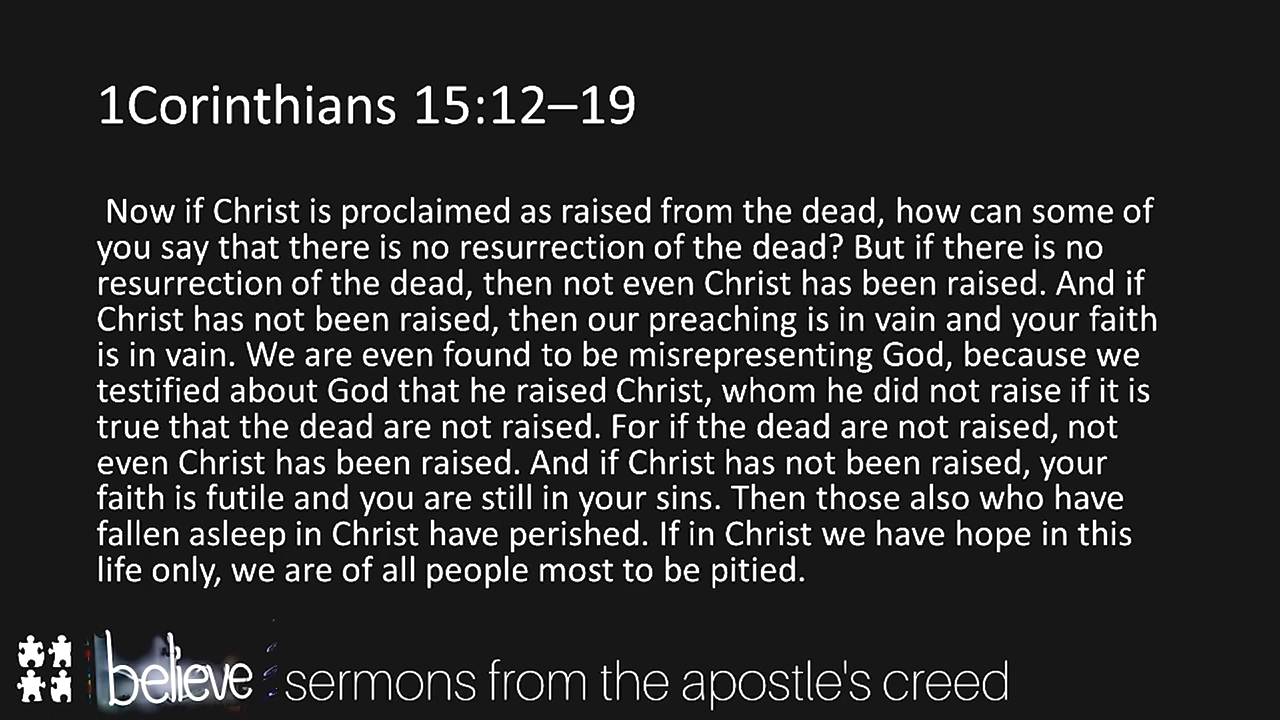 1Corinthians 15:12–19
Now if Christ is proclaimed as raised from the dead, how can some of
you say that there is no resurrection of the dead? But if there is no
resurrection of the dead, then not even Christ has been raised. And if
Christ has not been raised, then our preaching is in vain and your faith
is in vain. We are even found to be misrepresenting God, because we
testified about God that he raised Christ, whom he did not raise if it is
true that the dead are not raised. For if the dead are not raised, not
even Christ has been raised. And if Christ has not been raised, your
faith is futile and you are still in your sins. Then those also who have
fallen asleep in Christ have perished. If in Christ we have hope in this
life only, we are of all people most to be pitied.
believe sermons from the apostle's creed